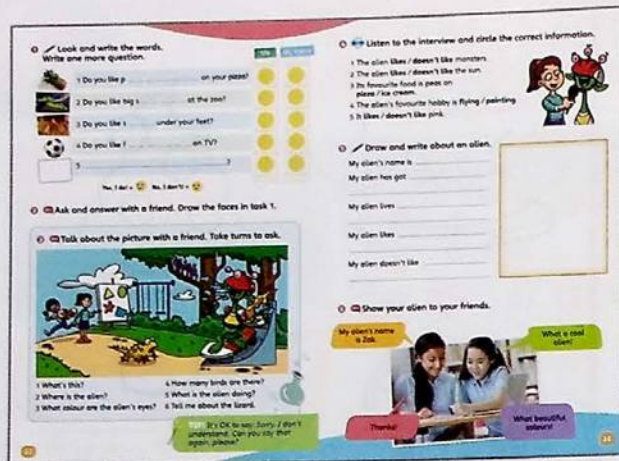 Look and write the words.
Write one more question.
1 Do you like p on your pizza?
2 Do you like big s at the zoo?
3 Do you like s under your feet?
4 Do you like f on TV?
5 ?
Yes, I do! = No, I don't! =
Ask and answer with a friend. Draw the faces in task 1.
Talk about the picture with a friend. Take turns to ask.
1 What's this?
2 Where is the alien?
3 What colour are the alien's eyes?
4 How many birds are there?
5 What is the alien doing?
6 Tell me about the lizard.
TIP! It's OK to say: Sorry, I don't
understand. Can you say that
again, please?
Listen to the interview and circle the correct information.
1 The alien likes / doesn't like monsters.
2 The alien likes / doesn't like the sun.
3 Its favourite food is peas on
pizza / ice cream.
4 The alien's favourite hobby is flying / painting.
5 It likes / doesn't like pink.
Draw and write about an alien.
My alien's name is
My alien has got
My alien lives
My alien likes
My alien doesn't like
Show your alien to your friends.
My alien's name
is Zak.
What a cool
alien!
Thanks!
What beautiful
colours!